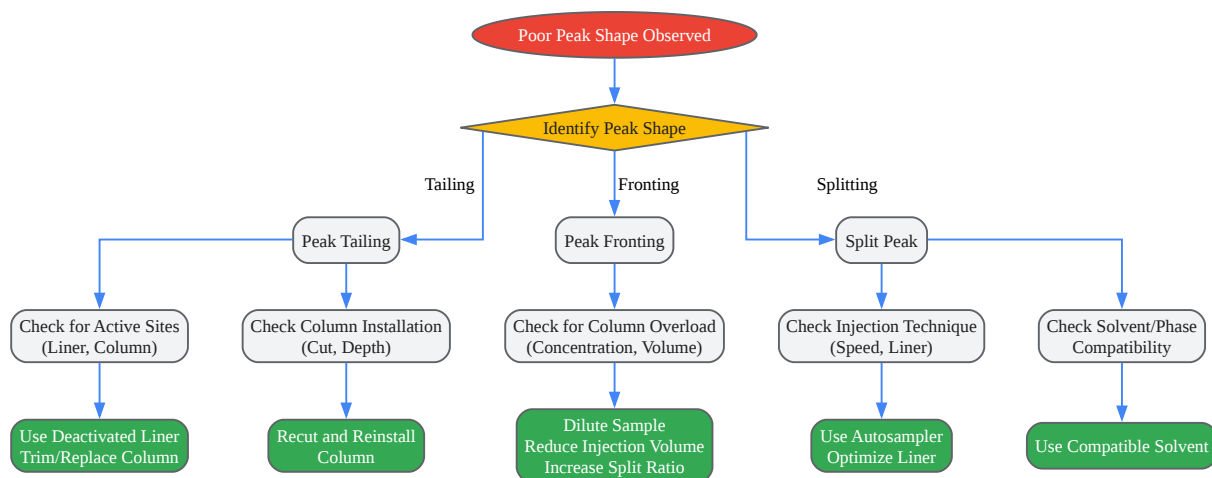 Poor Peak Shape Observed
Identify Peak Shape
Tailing
Fronting
Splitting
Peak Tailing
Peak Fronting
Split Peak
Check for Active Sites
(Liner, Column)
Check Column Installation
(Cut, Depth)
Check for Column Overload
(Concentration, Volume)
Check Injection Technique
(Speed, Liner)
Check Solvent/Phase
Compatibility
Use Deactivated Liner
Trim/Replace Column
Recut and Reinstall
Column
Dilute Sample
Reduce Injection Volume
Increase Split Ratio
Use Autosampler
Optimize Liner
Use Compatible Solvent